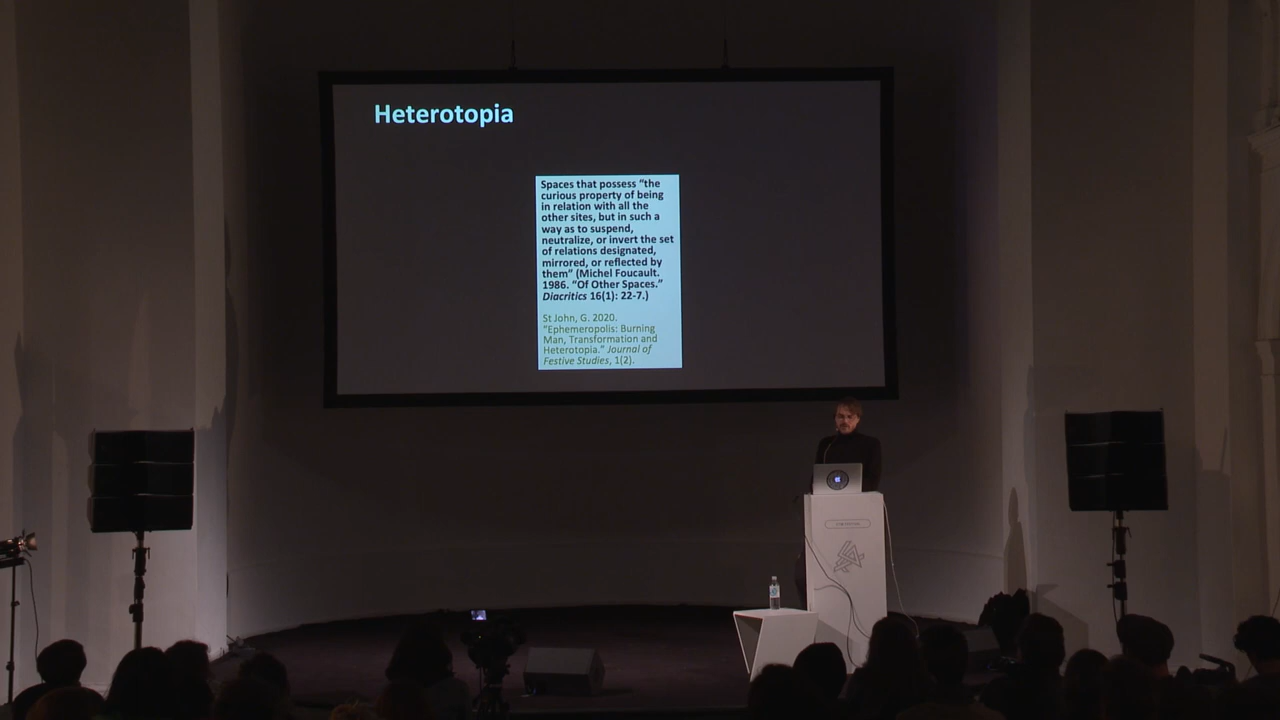 Heterotopia
Spaces that possess “the
curious property of being
in relation with all the
other sites, but in such a
way as to suspend,
neutralize, or invert the set
of relations designated,
mirrored, or reflected by
them” (Michel Foucault.
1986. “Of Other Spaces.”
Diacritics 16(1): 22-7.)
St John, G. 2020.
“Ephemeropolis: Burning
Man, Transformation and
Heterotopia.” Journal of
Festive Studies, 1(2).